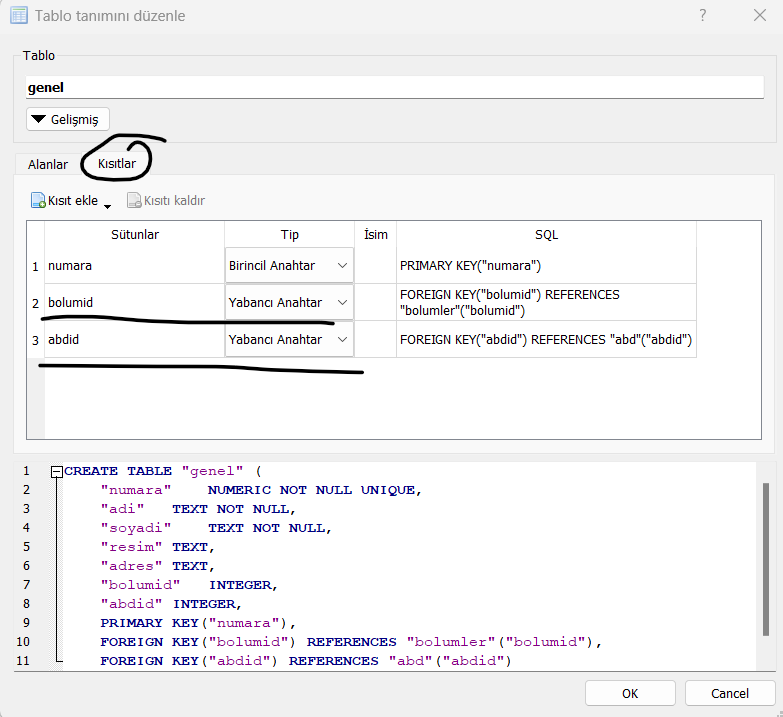 Tablo tanımını düzenle
?
Tablo
genel
Gelişmiş
Alanlar Kısıtlar
Kısıt ekle Kısıtı kaldır
Sütunlar Tip İsim SQL
1 numara Birincil Anahtar PRIMARY KEY("numara")
2 bolumid Yabancı Anahtar FOREIGN KEY("bolumid") REFERENCES
"bolumler"("bolumid")
3 abdid Yabancı Anahtar FOREIGN KEY("abdid") REFERENCES "abd"("abdid")
1 CREATE TABLE "genel" (
2 "numara" NUMERIC NOT NULL UNIQUE,
3 "adi" TEXT NOT NULL,
4 "soyadi" TEXT NOT NULL,
5 "resim" TEXT,
6 "adres" TEXT,
7 "bolumid" INTEGER,
8 "abdid" INTEGER,
9 PRIMARY KEY("numara"),
10 FOREIGN KEY("bolumid") REFERENCES "bolumler"("bolumid"),
11 FOREIGN KEY("abdid") REFERENCES "abd"("abdid")
OK Cancel